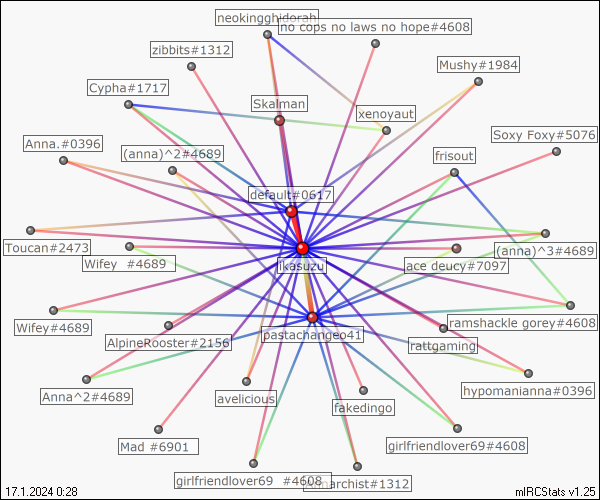 neokingghidorah
no cops no laws no hope#4608
zibbits#1312
Mushy#1984
Cypha#1717
Skalman
xenoyaut
Soxy Foxy#5076
Anna.#0396
(anna)^2#4689
frisout
default#0617
Toucan#2473
Wifey  #4689
ikasuzu
ace deucy#7097
(anna)^3#4689
Wifey#4689
AlpineRooster#2156
pastachangeo41
rattgaming
ramshackle gorey#4608
Anna^2#4689
avelicious
fakedingo
hypomanianna#0396
Mad #6901
girlfriendlover69#4608
girlfriendlover69  #4608
marchist#1312
17.1.2024 0:28
mIRCStats v1.25